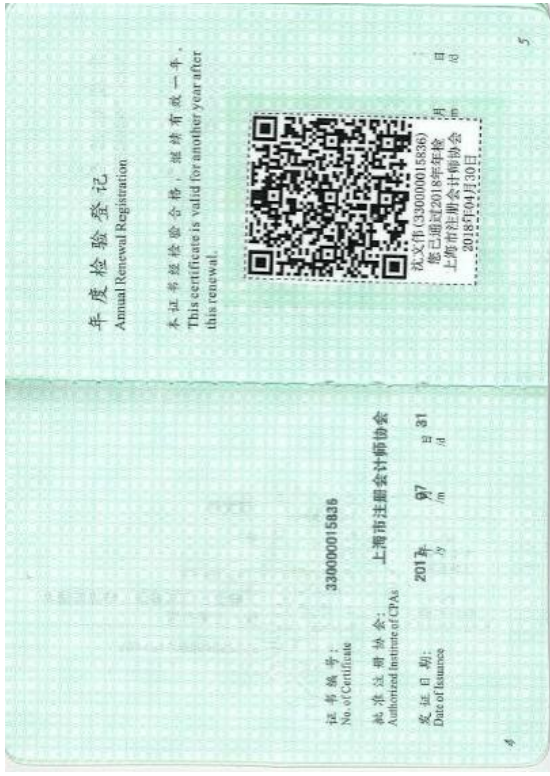 证书编号: 330000015836
No. of Certificate
批准注册协会: 上海市注册会计师协会
Authorized Institute of CPAs
发证日期: 2017年 07月 31日
Date of Issuance /y /m /d
4
年度检验登记
Annual Renewal Registration
本证书经检验合格,继续有效一年。
This certificate is valid for another year after
this renewal.
沈文伟(330000015836)
您已通过2018年年检
上海市注册会计师协会
2018年04月30日
月 日
/m /d
5